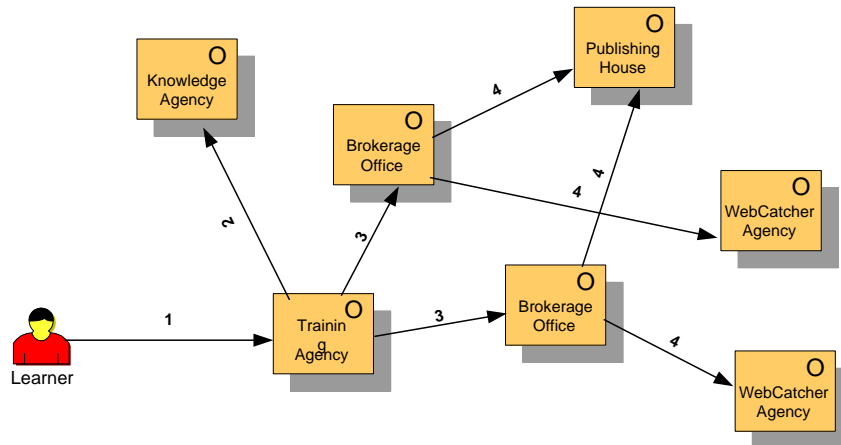 O
Knowledge
Agency
O
Publishing
House
O
Brokerage
Office
O
WebCatcher
Agency
O
Brokerage
Office
O
Trainin
g
Agency
O
WebCatcher
Agency
Learner
1
2
3
3
4
4
4
4